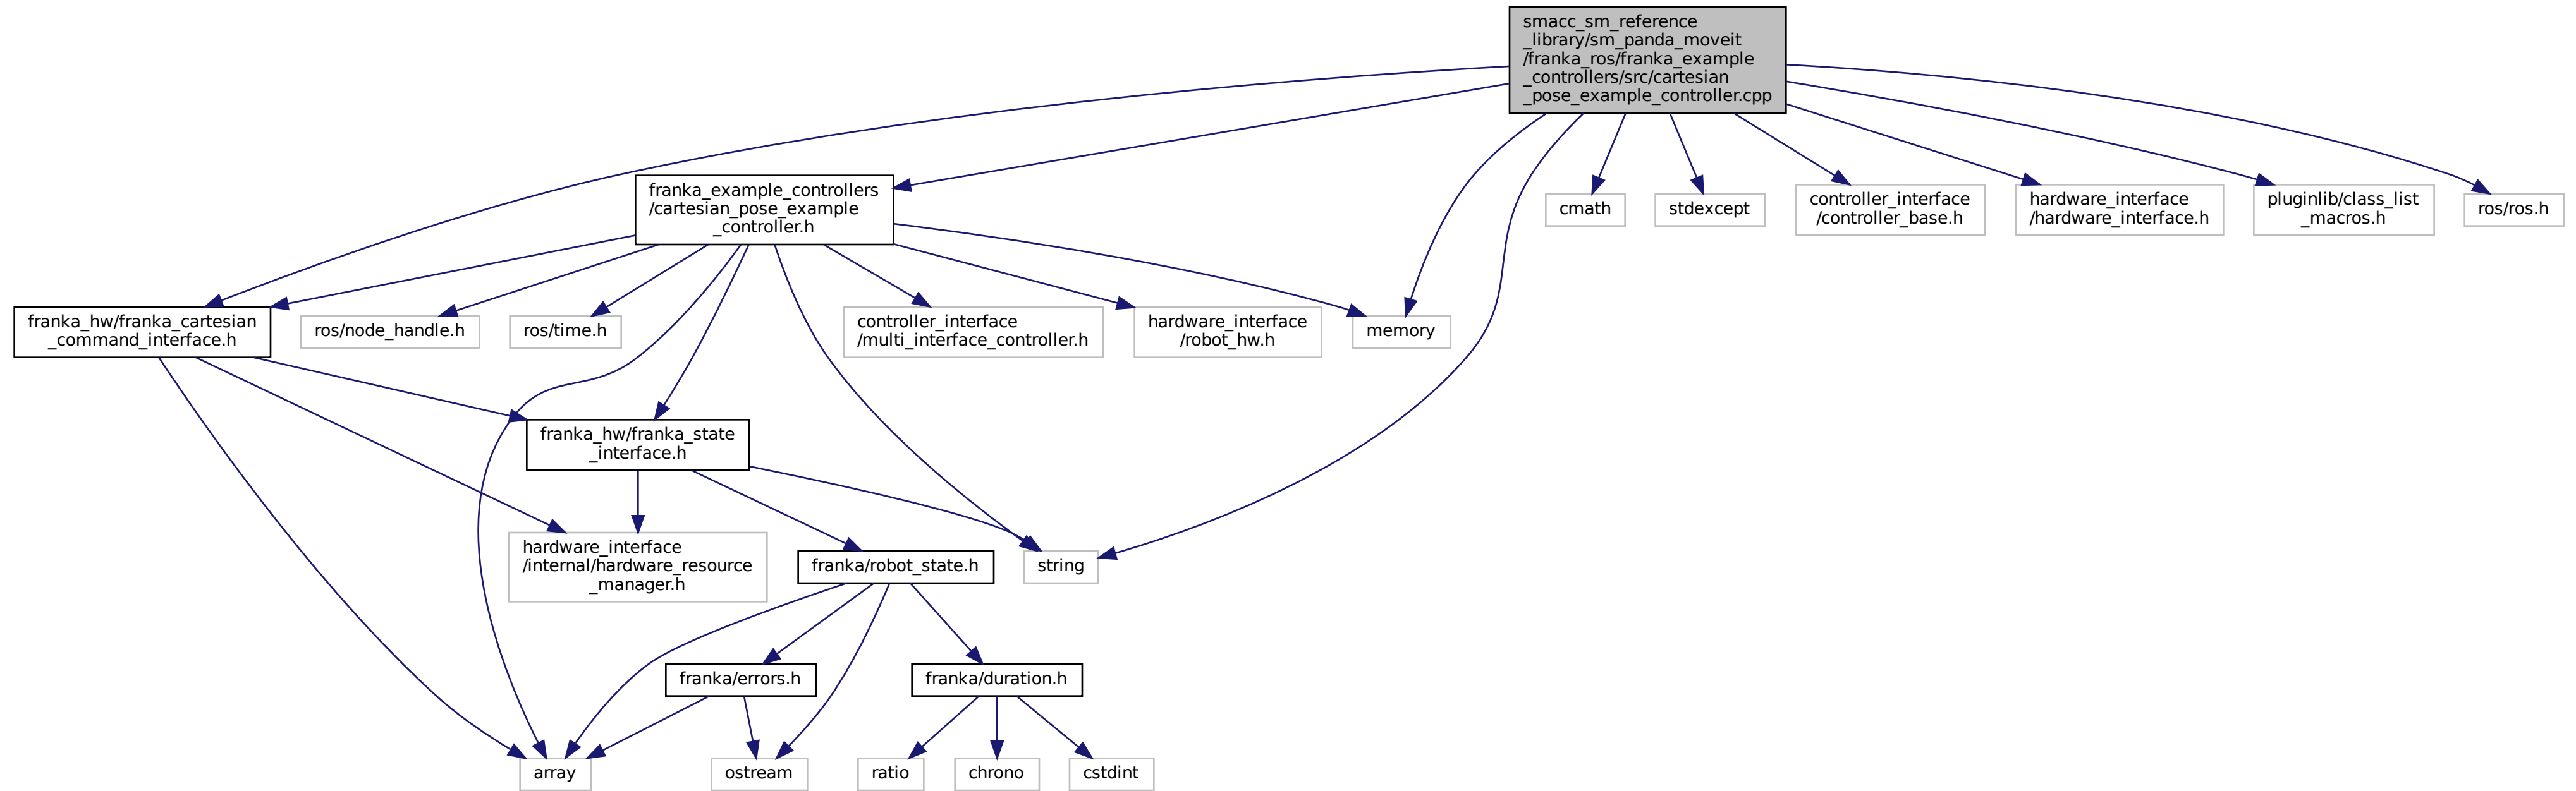 smacc_sm_reference
_library/sm_panda_moveit
/franka_ros/franka_example
_controllers/src/cartesian
_pose_example_controller.cpp
franka_example_controllers
/cartesian_pose_example
_controller.h
cmath
stdexcept
controller_interface
/controller_base.h
hardware_interface
/hardware_interface.h
pluginlib/class_list
_macros.h
ros/ros.h
franka_hw/franka_cartesian
_command_interface.h
ros/node_handle.h
ros/time.h
controller_interface
/multi_interface_controller.h
hardware_interface
/robot_hw.h
memory
franka_hw/franka_state
_interface.h
hardware_interface
/internal/hardware_resource
_manager.h
franka/robot_state.h
string
franka/errors.h
franka/duration.h
array
ostream
ratio
chrono
cstdint